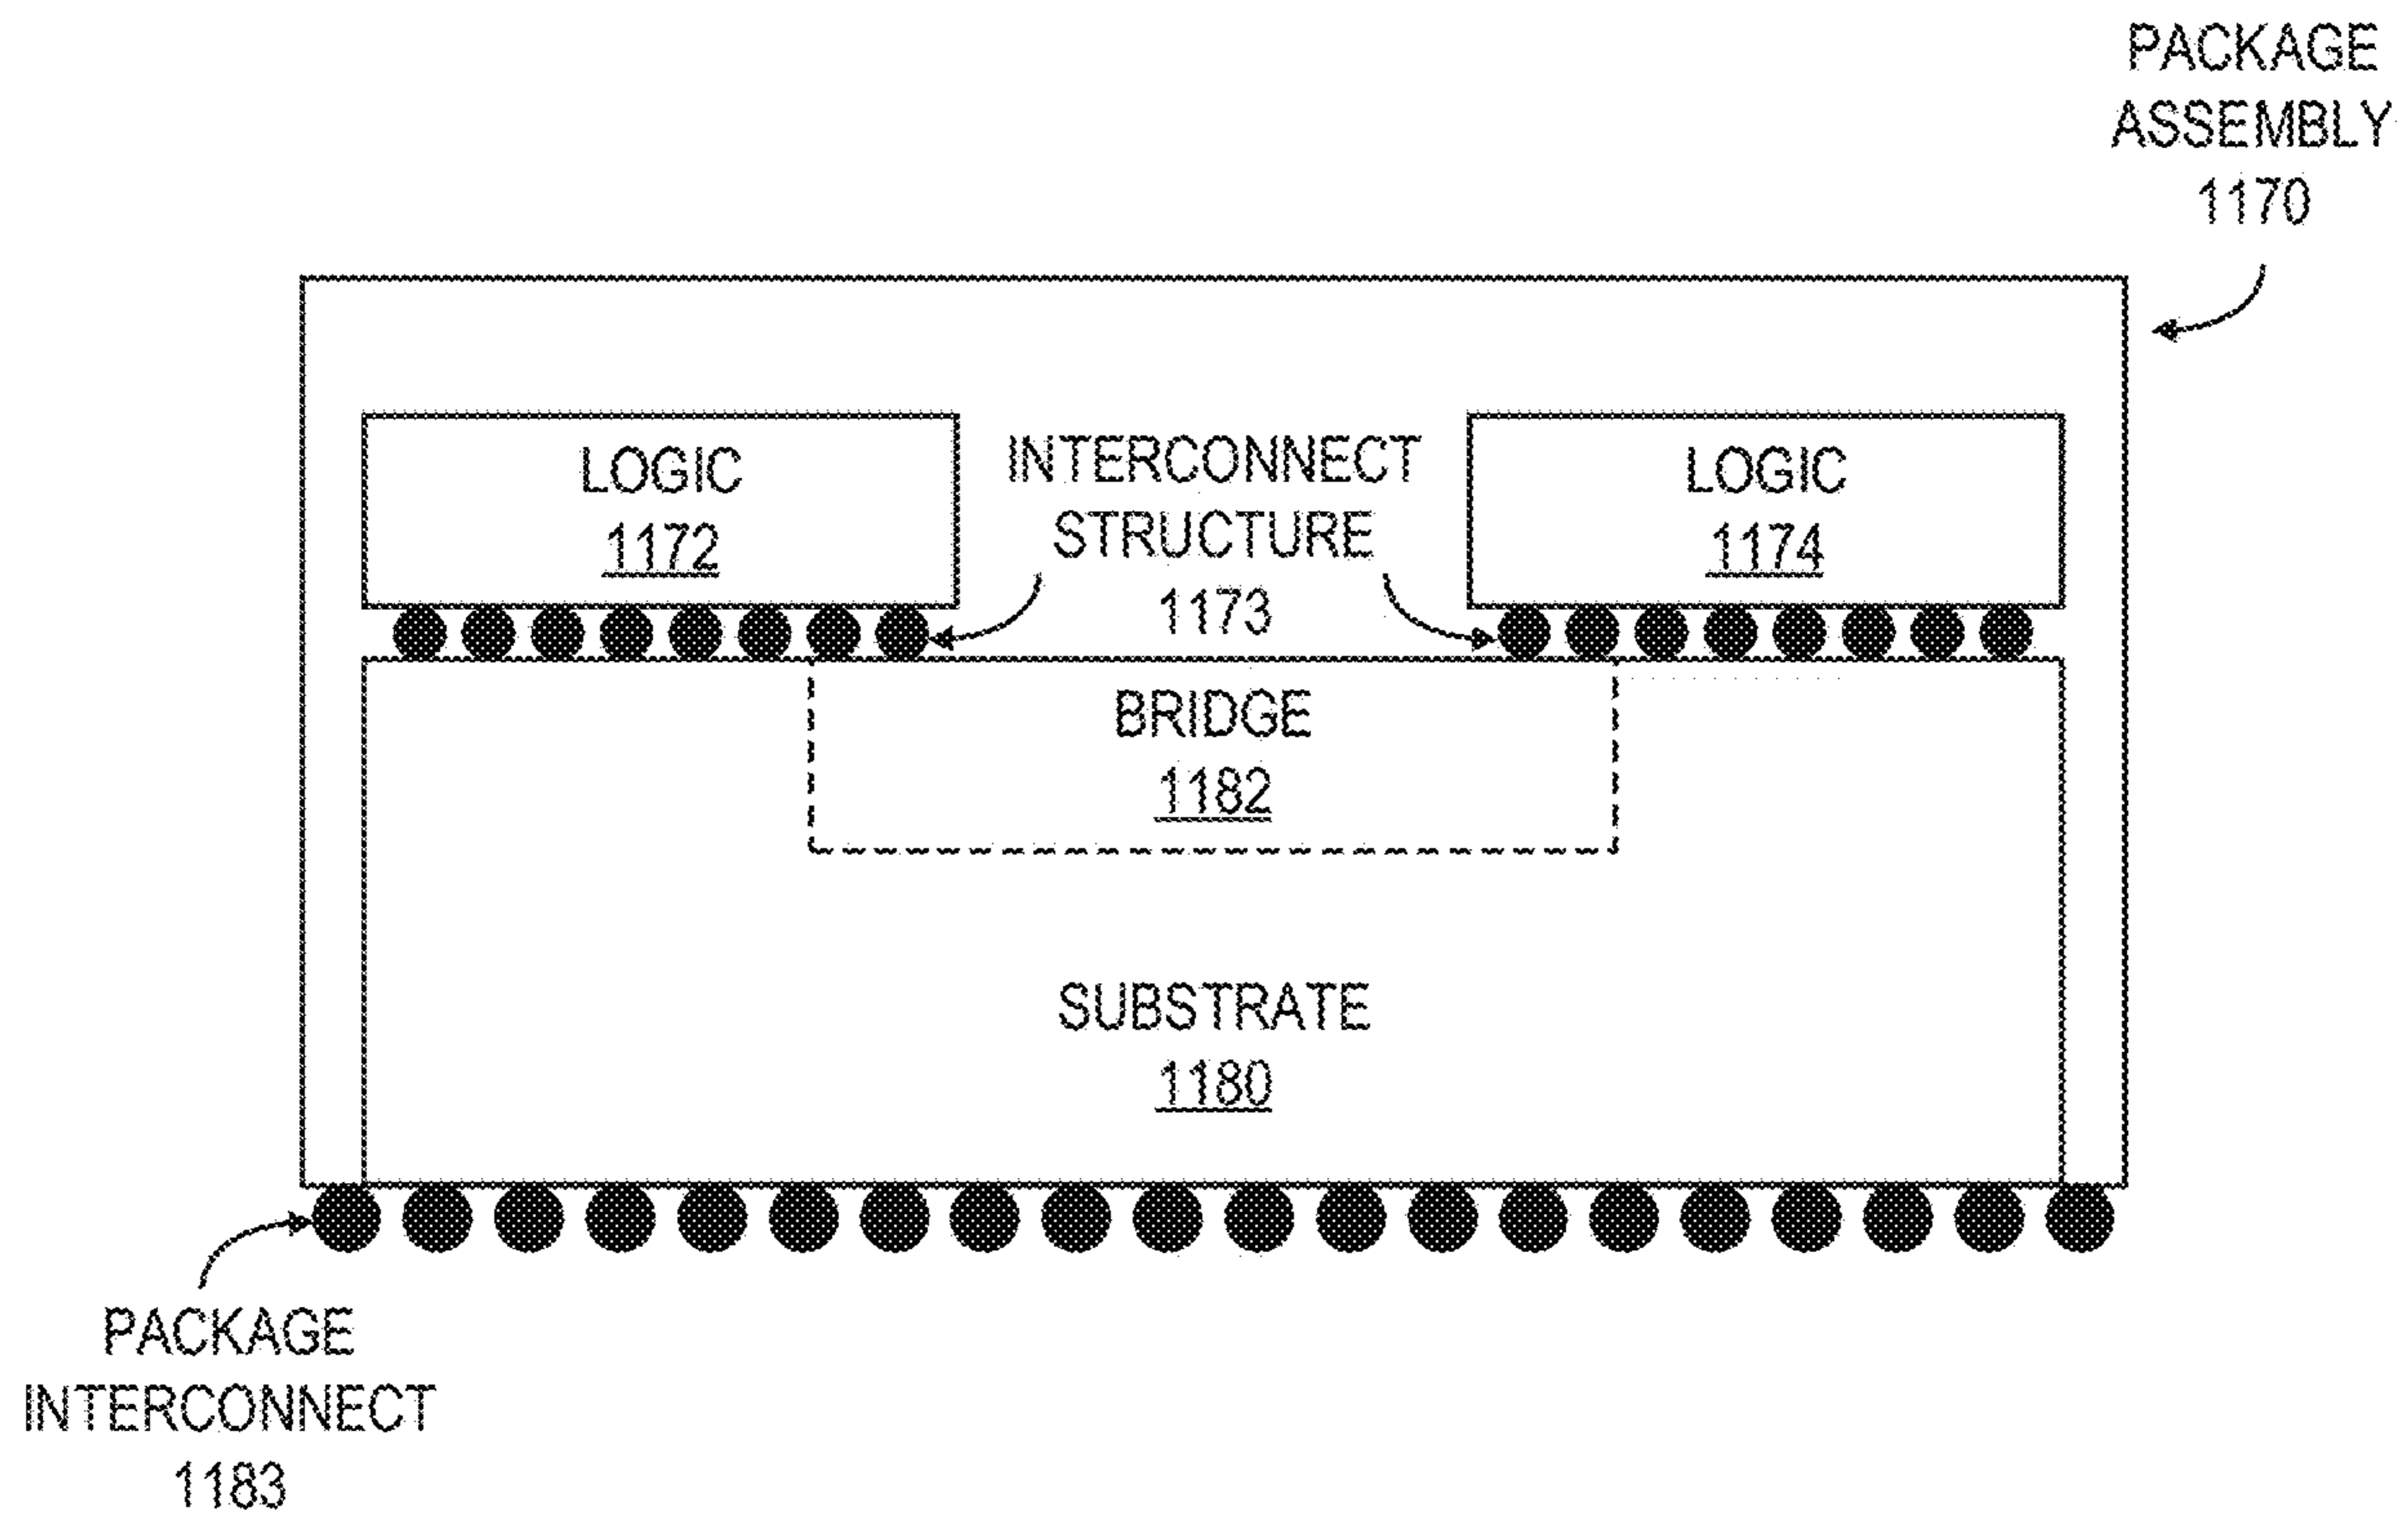 PACKAGE
ASSEMBLY
1170
LOGIC
1172
INTERCONNECT
STRUCTURE
1173
LOGIC
1174
BRIDGE
1182
SUBSTRATE
1180
PACKAGE
INTERCONNECT
1183